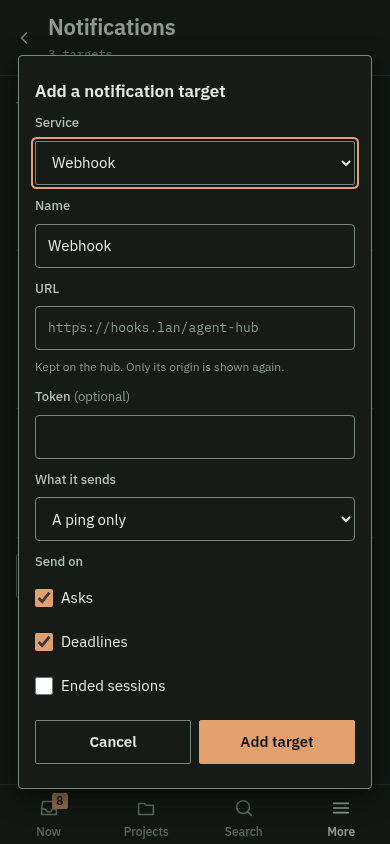 Notifications
3 targets
Add a notification target
Service
Webhook
Name
Webhook
URL
https://hooks.lan/agent-hub
Kept on the hub. Only its origin is shown again.
Token (optional)
What it sends
A ping only
Send on
Asks
Deadlines
Ended sessions
Cancel
Add target
8
Now
Projects
Search
More